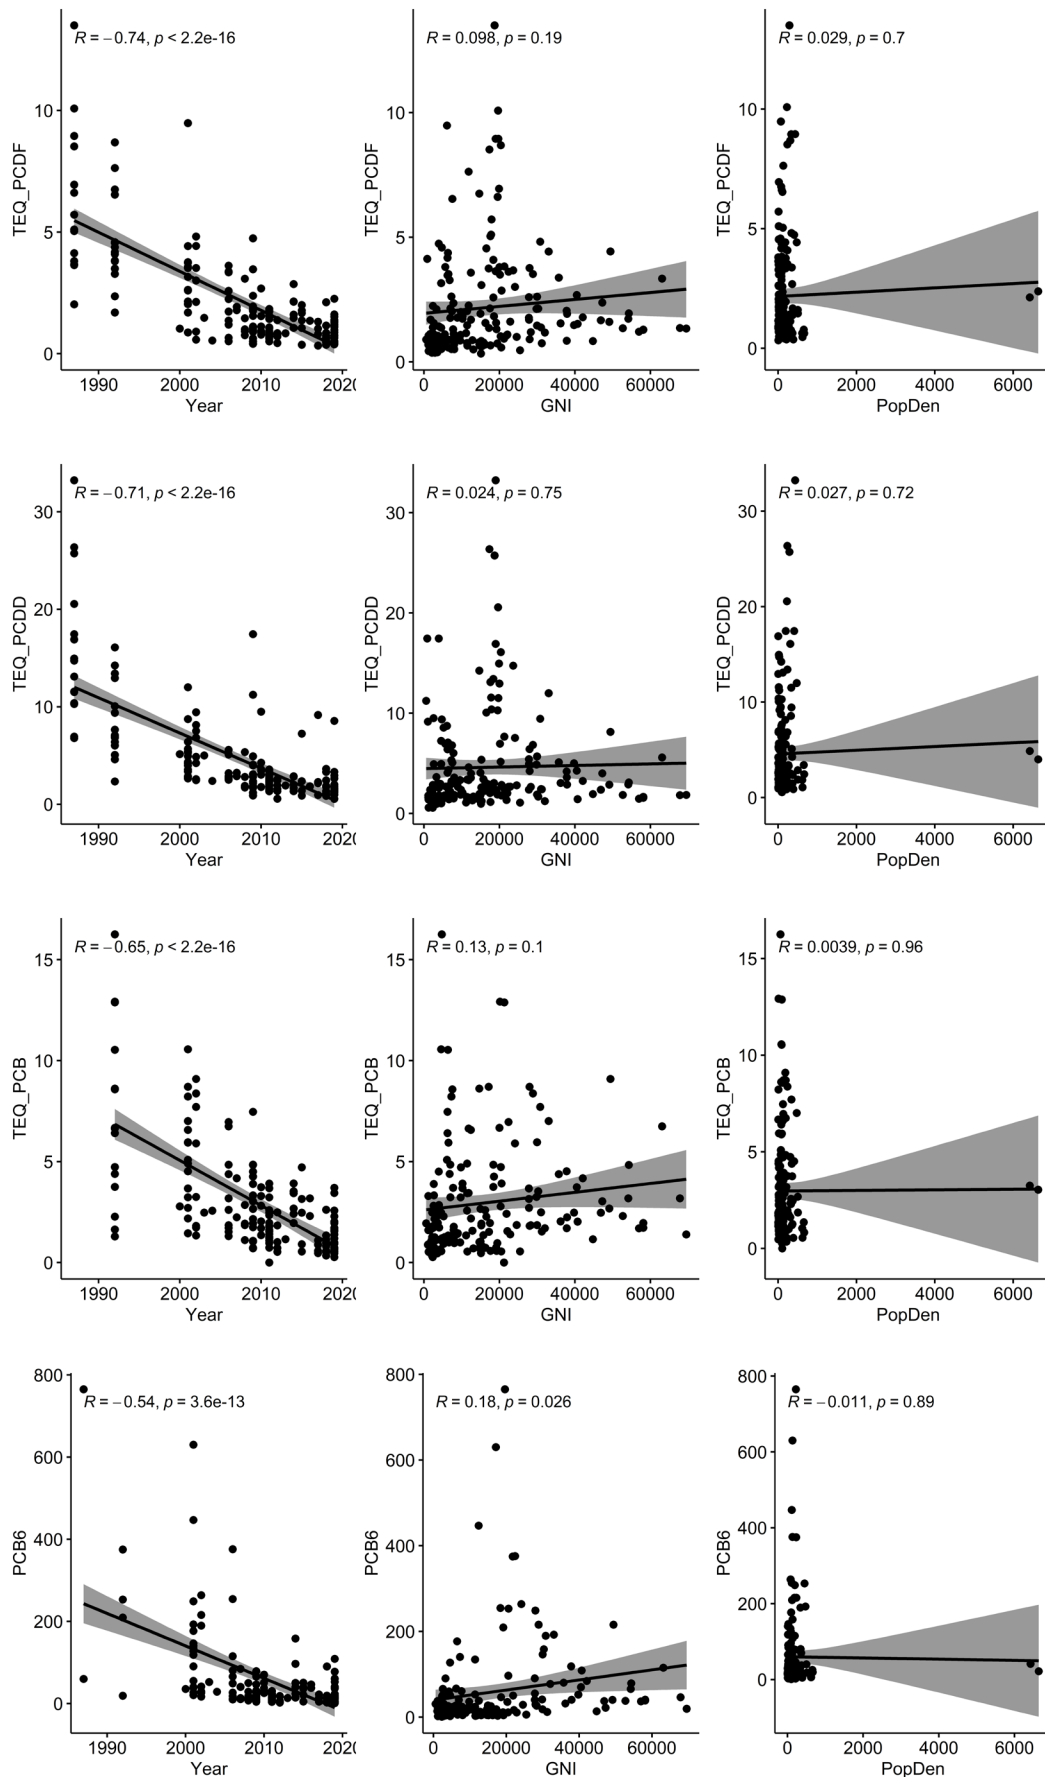 R = −0.74, p < 2.2e-16
10
5
0
TEQ_PCDF
1990 2000 2010 2020
Year
R = 0.098, p = 0.19
10
5
0
TEQ_PCDF
0 20000 40000 60000
GNI
R = 0.029, p = 0.7
10
5
0
TEQ_PCDF
0 2000 4000 6000
PopDen
R = −0.71, p < 2.2e-16
30
20
10
0
TEQ_PCDD
1990 2000 2010 2020
Year
R = 0.024, p = 0.75
30
20
10
0
TEQ_PCDD
0 20000 40000 60000
GNI
R = 0.027, p = 0.72
30
20
10
0
TEQ_PCDD
0 2000 4000 6000
PopDen
R = −0.65, p < 2.2e-16
15
10
5
0
TEQ_PCB
1990 2000 2010 2020
Year
R = 0.13, p = 0.1
15
10
5
0
TEQ_PCB
0 20000 40000 60000
GNI
R = 0.0039, p = 0.96
15
10
5
0
TEQ_PCB
0 2000 4000 6000
PopDen
800
R = −0.54, p = 3.6e-13
600
400
200
0
PCB6
1990 2000 2010 2020
Year
800
R = 0.18, p = 0.026
600
400
200
0
PCB6
0 20000 40000 60000
GNI
800
R = −0.011, p = 0.89
600
400
200
0
PCB6
0 2000 4000 6000
PopDen